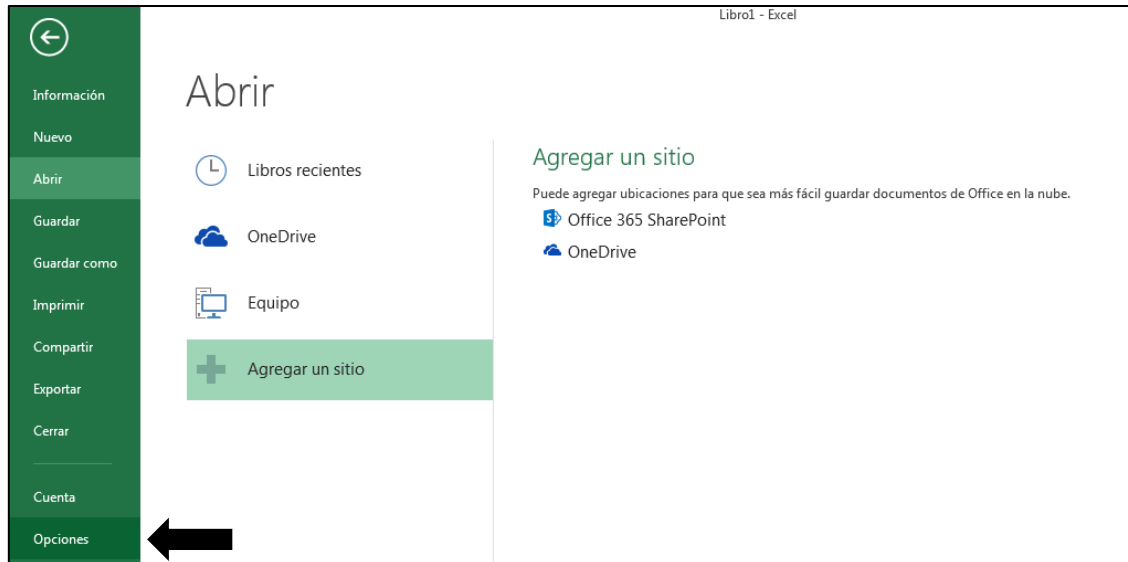 Libro1 - Excel
Información
Nuevo
Abrir
Guardar
Guardar como
Imprimir
Compartir
Exportar
Cerrar
Cuenta
Opciones
Abrir
Libros recientes
OneDrive
Equipo
Agregar un sitio
Agregar un sitio
Puede agregar ubicaciones para que sea más fácil guardar documentos de Office en la nube.
Office 365 SharePoint
OneDrive